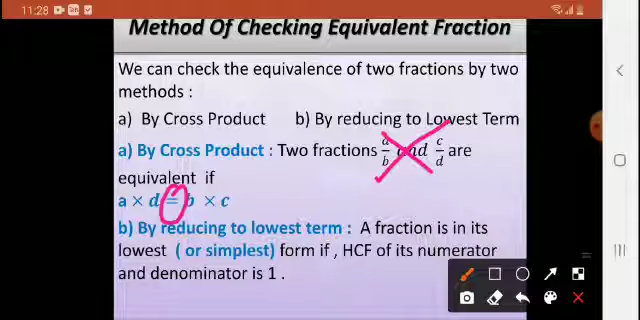 11:28
Method Of Checking Equivalent Fraction
We can check the equivalence of two fractions by two
methods :
a) By Cross Product b) By reducing to Lowest Term
a) By Cross Product : Two fractions a/b and c/d are
equivalent if
a × d = b × c
b) By reducing to lowest term : A fraction is in its
lowest ( or simplest) form if , HCF of its numerator
and denominator is 1 .